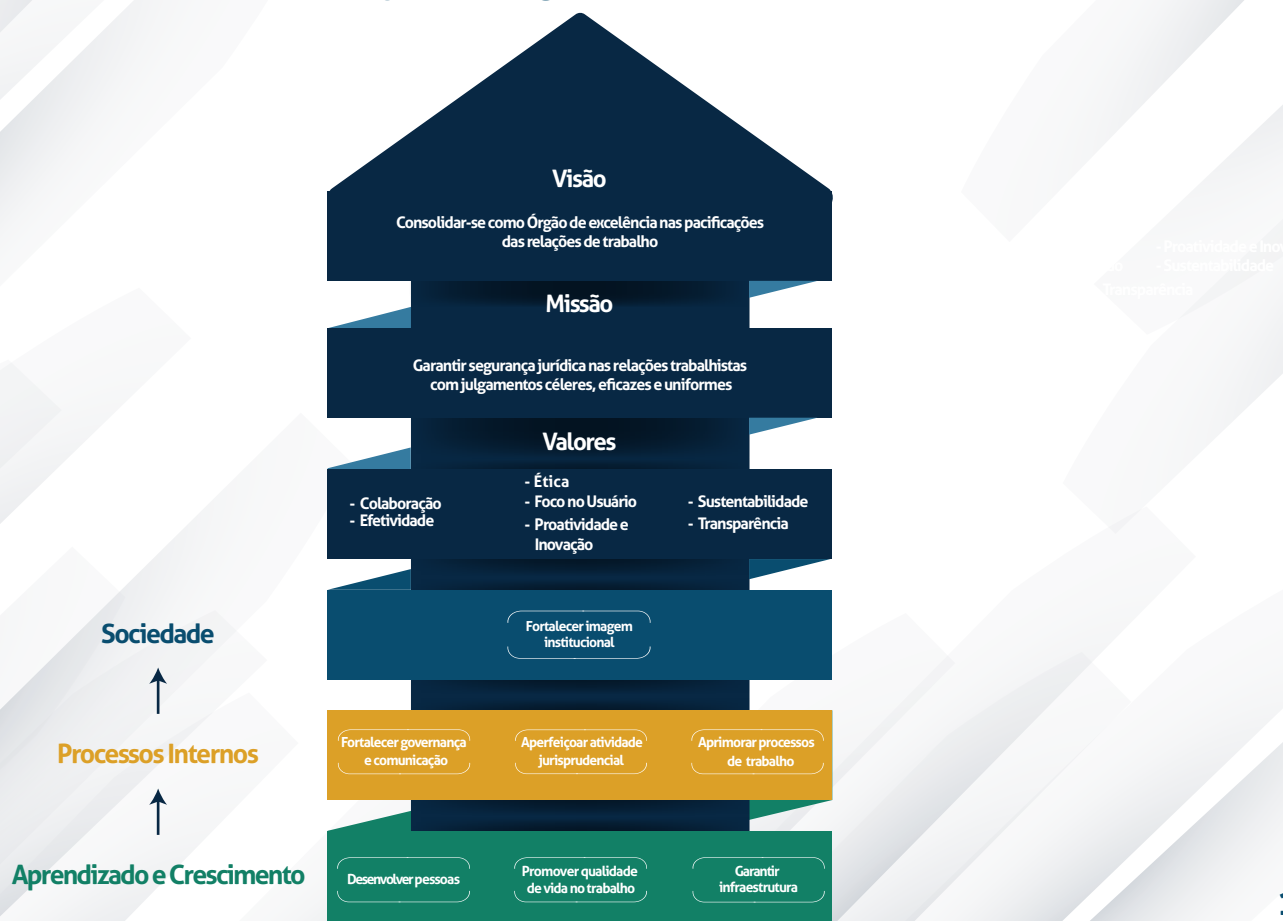 Visão
Consolidar-se como Órgão de excelência nas pacificações
das relações de trabalho
Missão
Garantir segurança jurídica nas relações trabalhistas
com julgamentos céleres, eficazes e uniformes
Valores
- Colaboração
- Efetividade
- Ética
- Foco no Usuário
- Proatividade e
Inovação
- Sustentabilidade
- Transparência
Sociedade
Fortalecer imagem
institucional
Processos Internos
Fortalecer governança
e comunicação
Aperfeiçoar atividade
jurisprudencial
Aprimorar processos
de trabalho
Aprendizado e Crescimento
Desenvolver pessoas
Promover qualidade
de vida no trabalho
Garantir
infraestrutura
- Proatividade e
- Sustentabilidade
Transparência